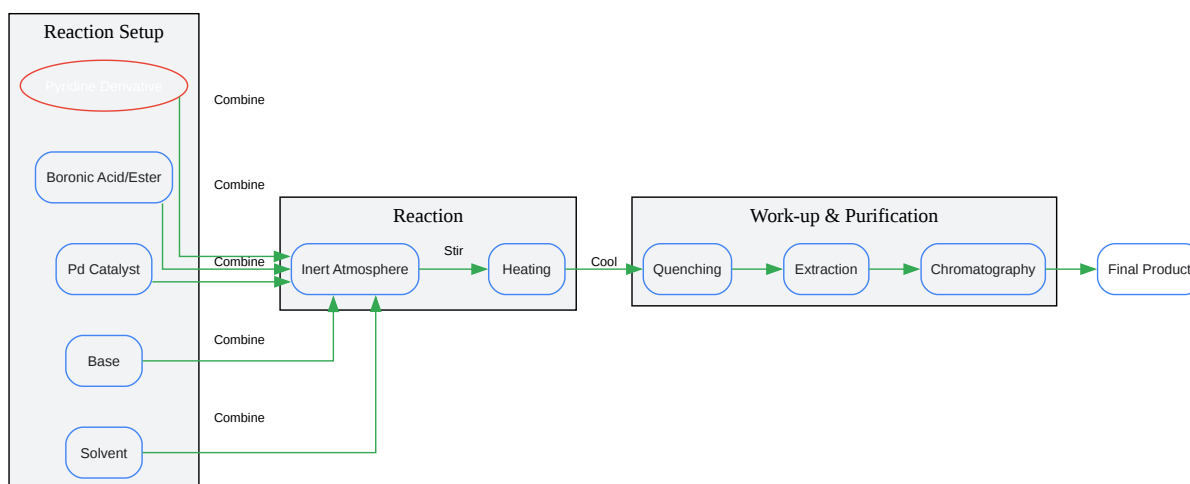 Reaction Setup
Pyridine Derivative
Combine
Boronic Acid/Ester
Combine
Pd Catalyst
Combine
Base
Combine
Solvent
Combine
Reaction
Inert Atmosphere
Stir
Heating
Cool
Work-up & Purification
Quenching
Extraction
Chromatography
Final Product